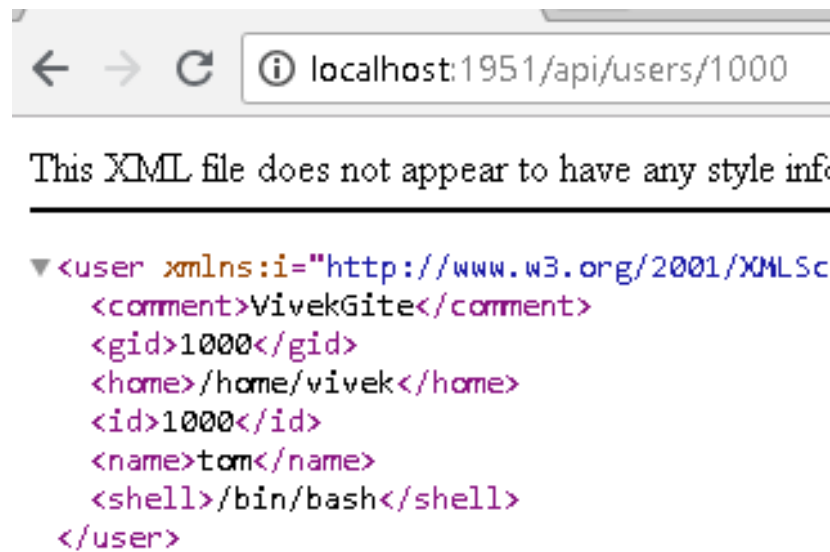 localhost:1951/api/users/1000
This XML file does not appear to have any style info
<user xmlns:i="http://www.w3.org/2001/XMLSc
<comment>VivekGite</comment>
<gid>1000</gid>
<home>/home/vivek</home>
<id>1000</id>
<name>tom</name>
<shell>/bin/bash</shell>
</user>